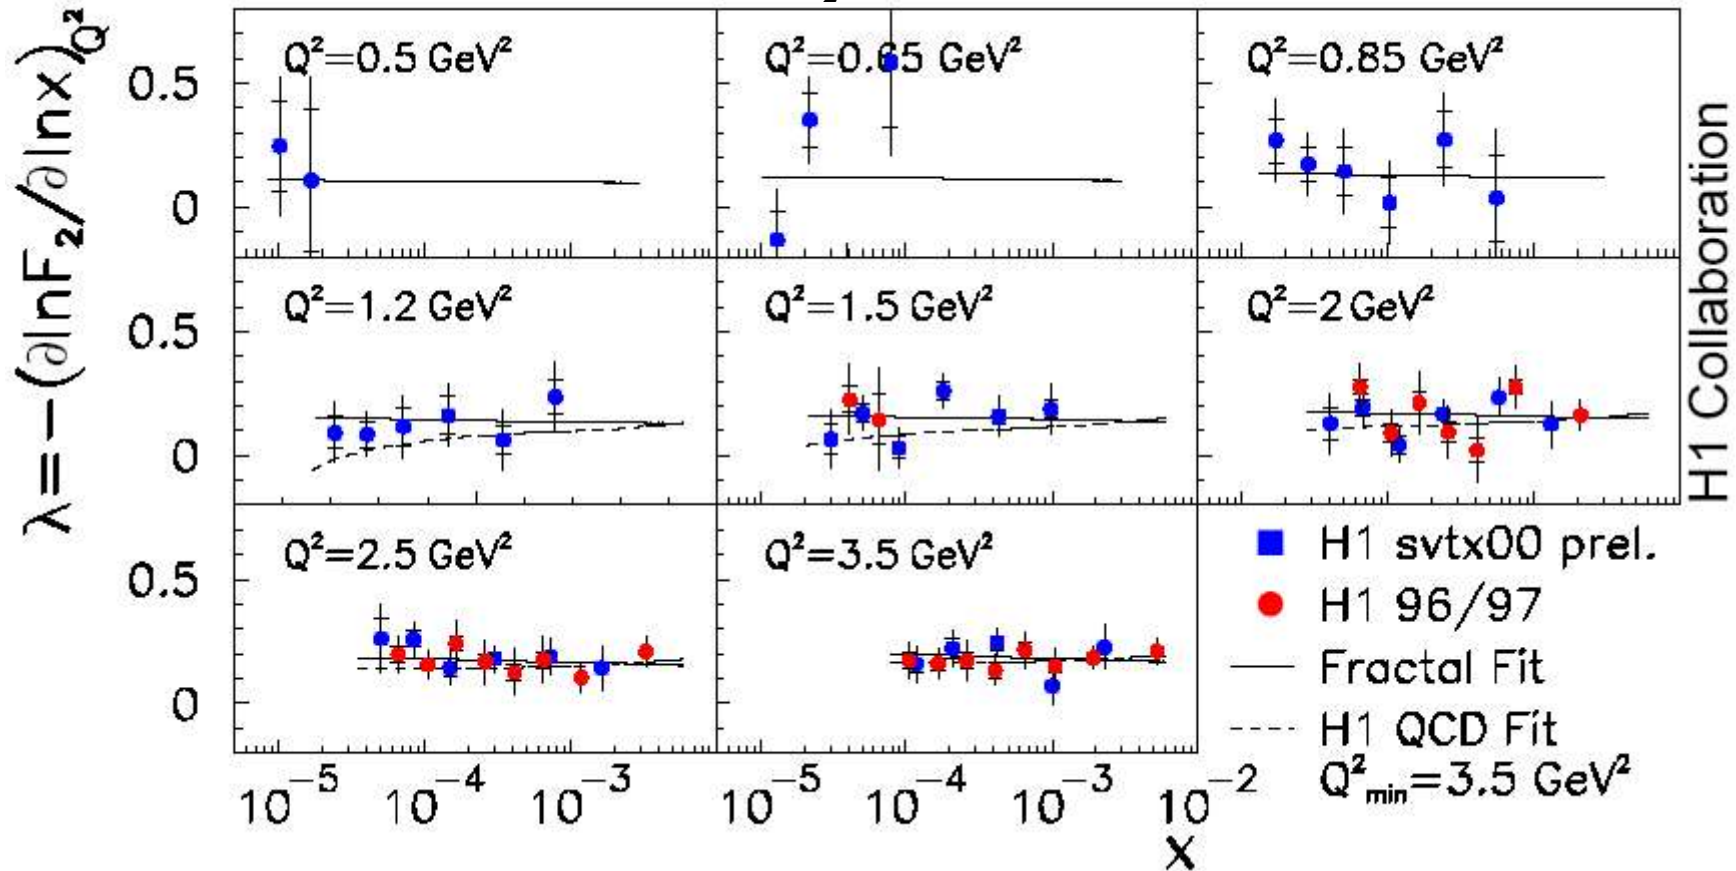 λ=−(∂lnF₂/∂lnx)_Q²
Q²=0.5 GeV²
Q²=0.65 GeV²
Q²=0.85 GeV²
0.5
0
Q²=1.2 GeV²
Q²=1.5 GeV²
Q²=2 GeV²
0.5
0
Q²=2.5 GeV²
Q²=3.5 GeV²
0.5
0
10⁻⁵
10⁻⁴
10⁻³
10⁻⁵
10⁻⁴
10⁻³
10⁻²
x
H1 svtx00 prel.
H1 96/97
Fractal Fit
H1 QCD Fit
Q²min=3.5 GeV²
H1 Collaboration